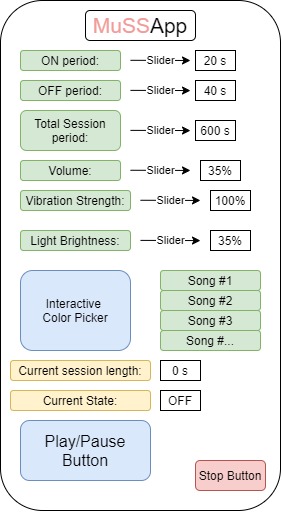 MuSSApp
ON period: Slider 20 s
OFF period: Slider 40 s
Total Session
period: Slider 600 s
Volume: Slider 35%
Vibration Strength: Slider 100%
Light Brightness: Slider 35%
Interactive
Color Picker
Song #1
Song #2
Song #3
Song #...
Current session length: 0 s
Current State: OFF
Play/Pause
Button
Stop Button